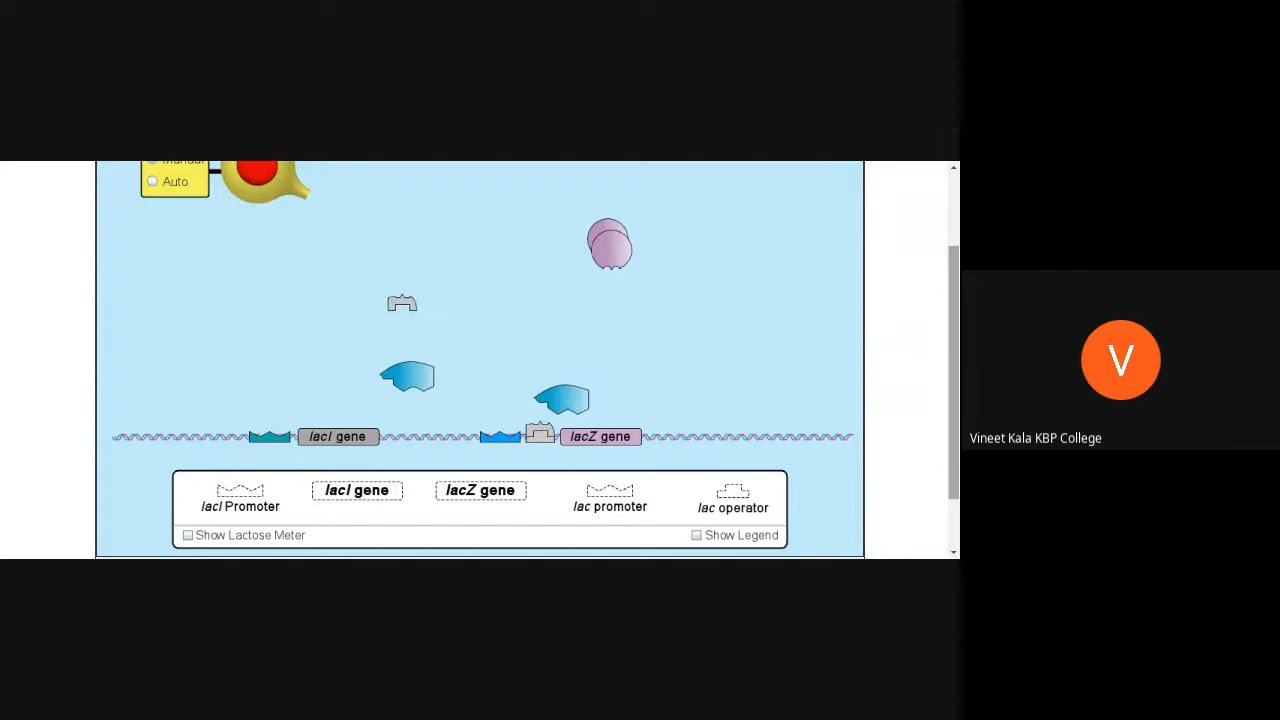 Manual
Auto
lacI gene
lacZ gene
lacI gene
lacZ gene
lacI Promoter
lac promoter
lac operator
Show Lactose Meter
Show Legend
V
Vineet Kala KBP College